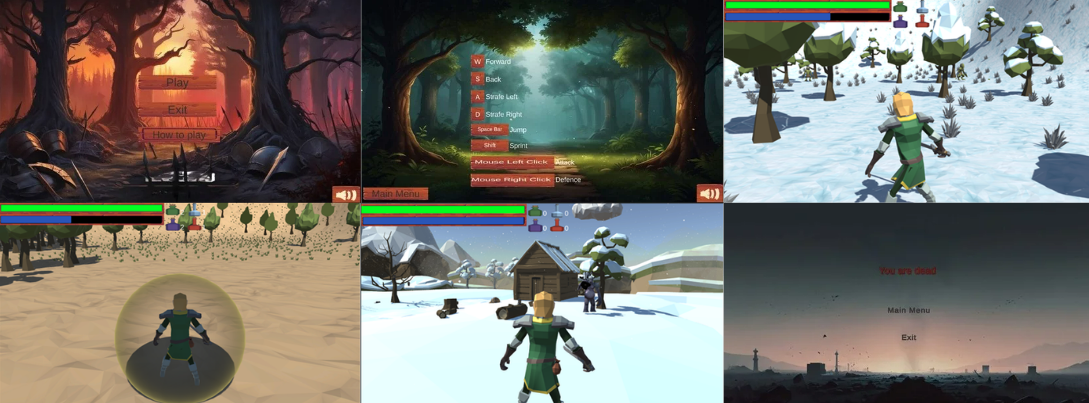 Play
Exit
How to play
W Forward
S Back
A Strafe Left
D Strafe Right
Space Bar Jump
Shift Sprint
Mouse Left Click Attack
Mouse Right Click Defence
Main Menu
0 0
0 0
You are dead
Main Menu
Exit